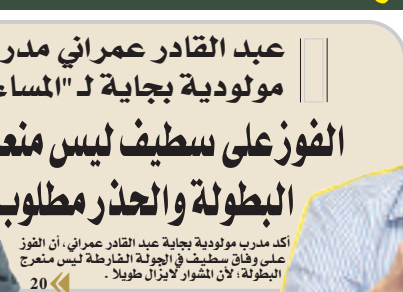 عبد القادر عمراني مدر
مولودية بجاية لـ "المساء
الفوز على سطيف ليس منعر
البطولة والحذر مطلوب
أكد مدرب مولودية بجاية عبد القادر عمراني، أن الفوز
على وفاق سطيف في الجولة الفارطة ليس منعرج
البطولة؛ لأن المشوار لايزال طويلا .
20